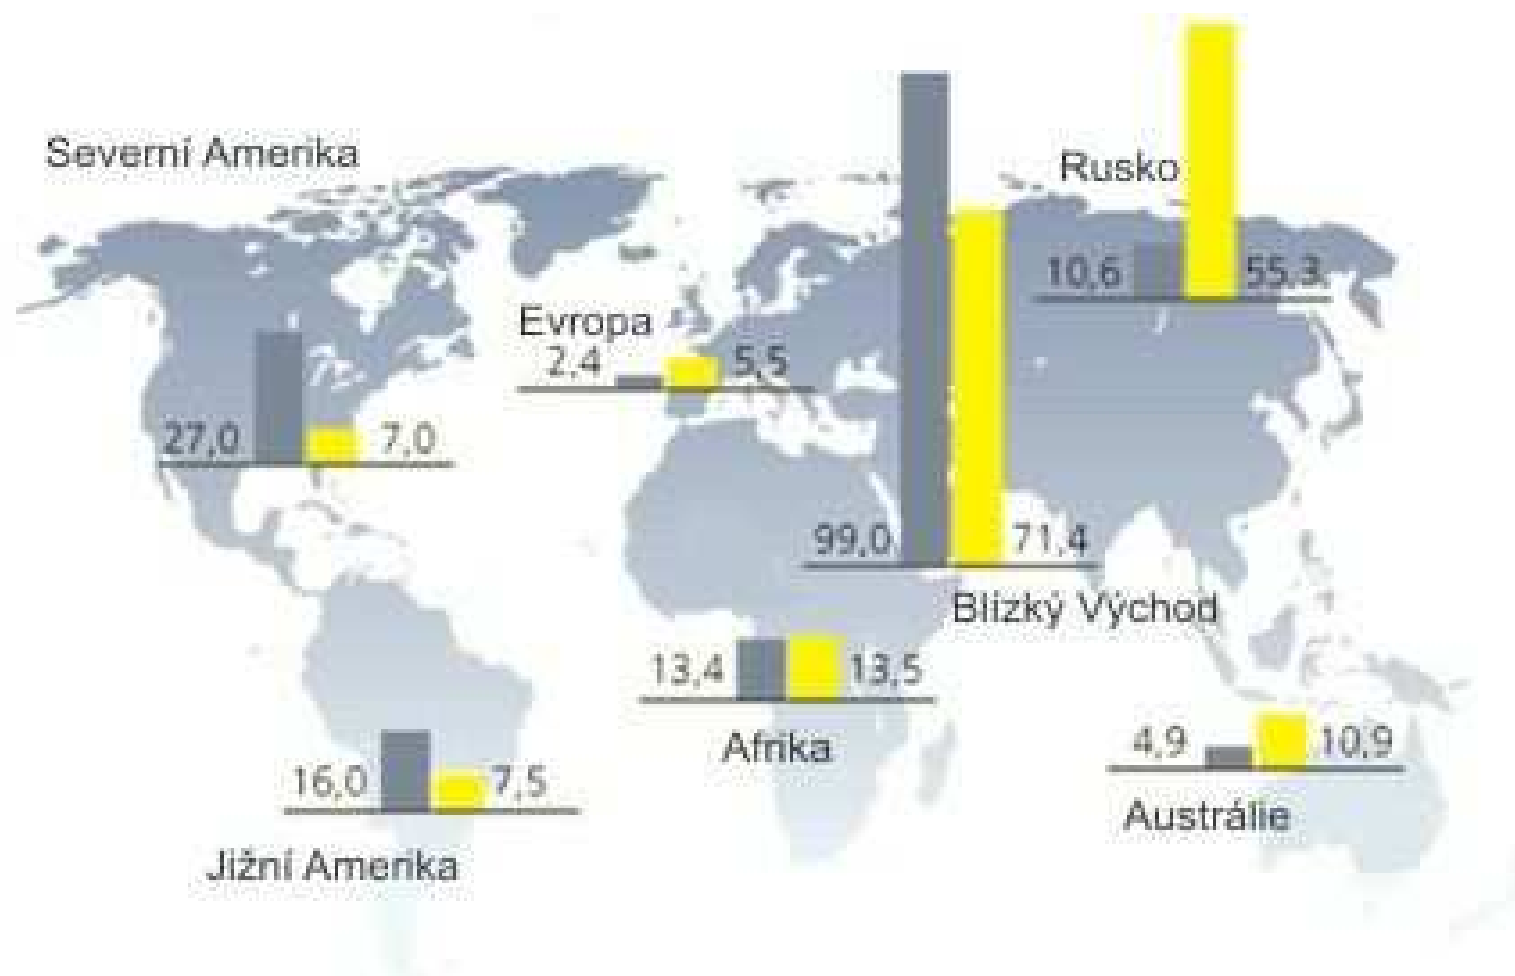 Severní Amerika
27,0 7,0
Evropa
2,4 5,5
Rusko
10,6 55,3
99,0 71,4
Blízký Východ
13,4 13,5
Afrika
4,9 10,9
Austrálie
16,0 7,5
Jižní Amerika